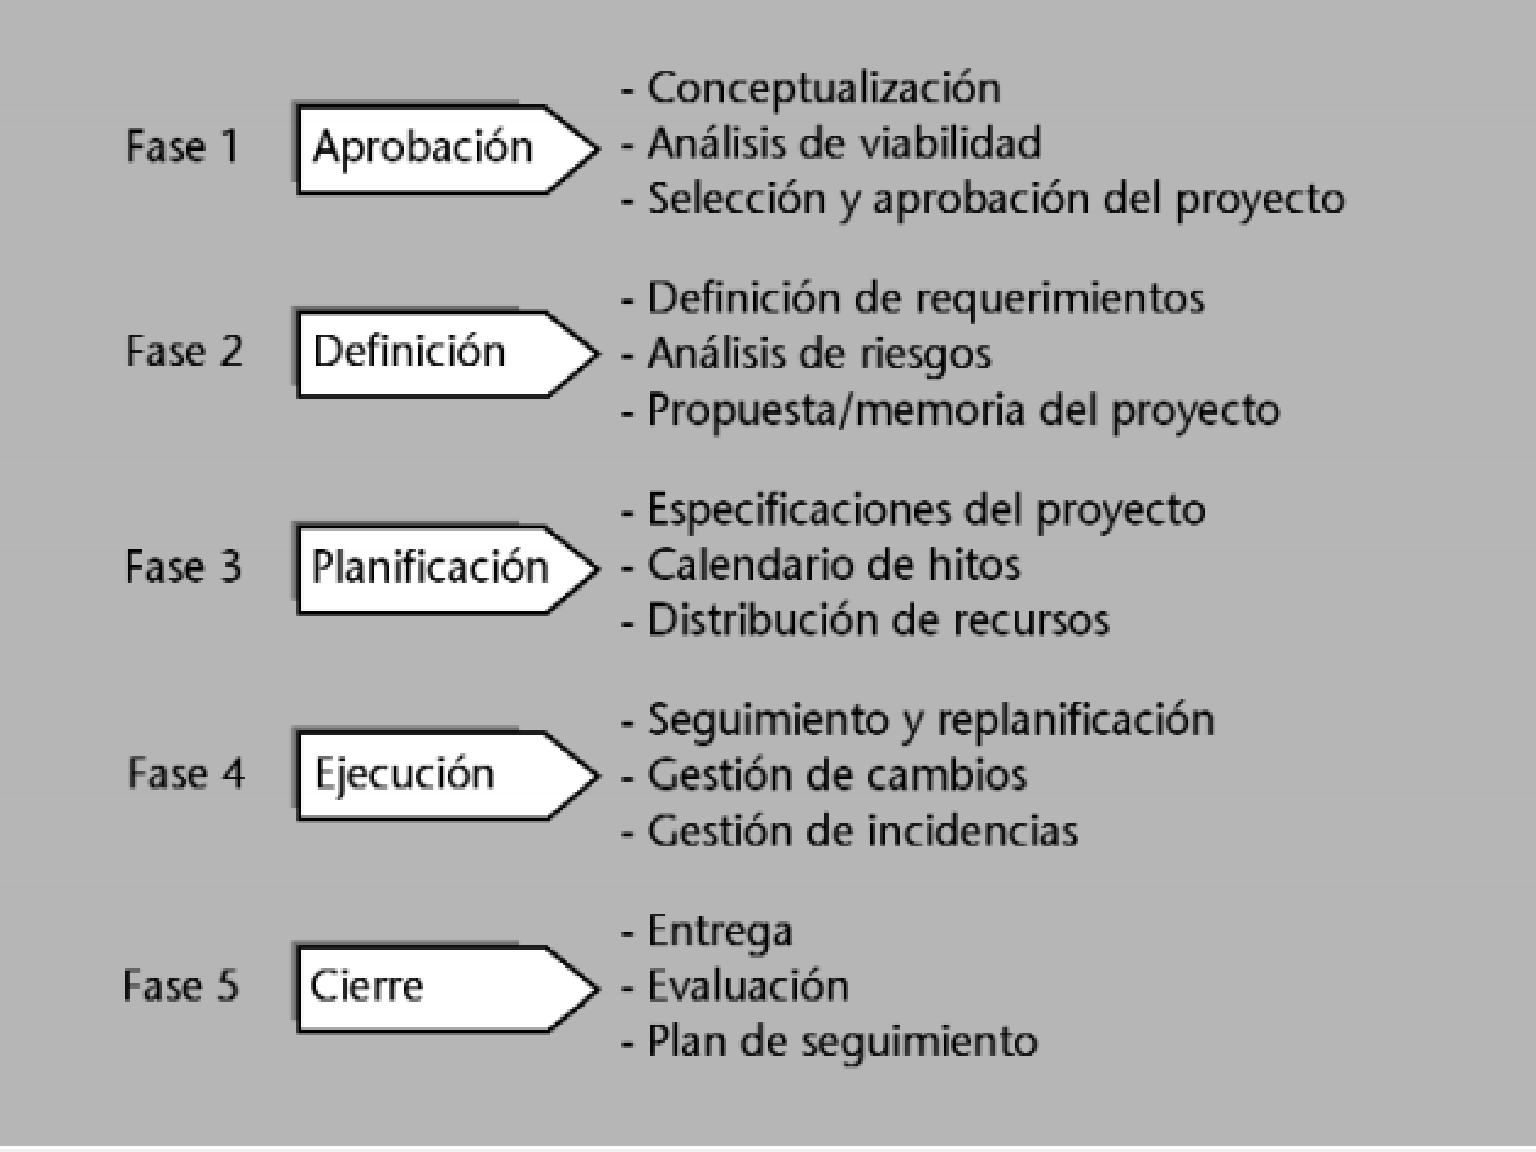 - Conceptualización
Fase 1 Aprobación - Análisis de viabilidad
- Selección y aprobación del proyecto
- Definición de requerimientos
Fase 2 Definición - Análisis de riesgos
- Propuesta/memoria del proyecto
- Especificaciones del proyecto
Fase 3 Planificación - Calendario de hitos
- Distribución de recursos
- Seguimiento y replanificación
Fase 4 Ejecución - Gestión de cambios
- Gestión de incidencias
- Entrega
Fase 5 Cierre - Evaluación
- Plan de seguimiento